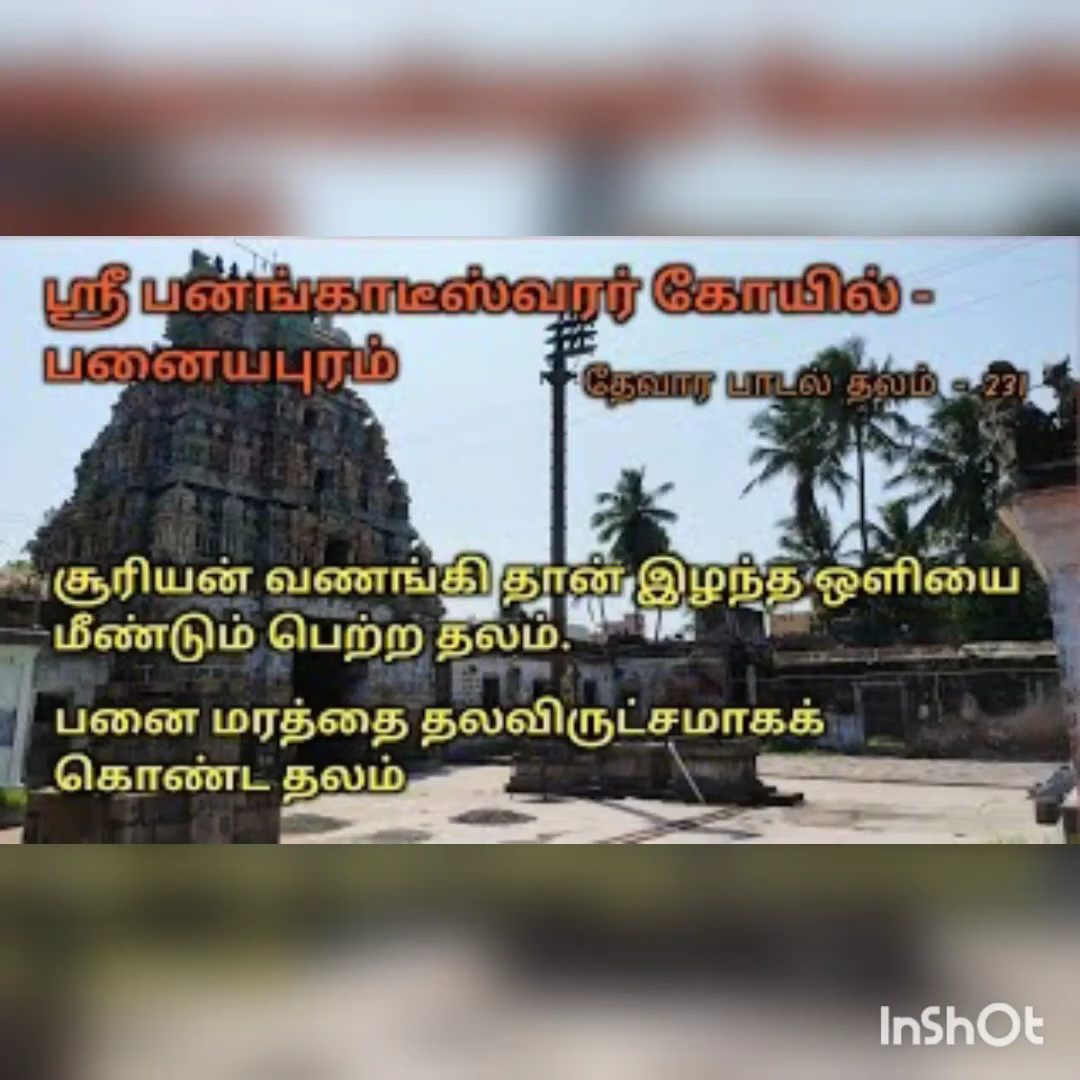 ஸ்ரீ பனங்காடீஸ்வரர் கோயில் -
பனையபுரம்
தேவார பாடல் தலம் - 231
சூரியன் வணங்கி தான் இழந்த ஒளியை
மீண்டும் பெற்ற தலம்.
பனை மரத்தை தலவிருட்சமாகக்
கொண்ட தலம்
InShOt